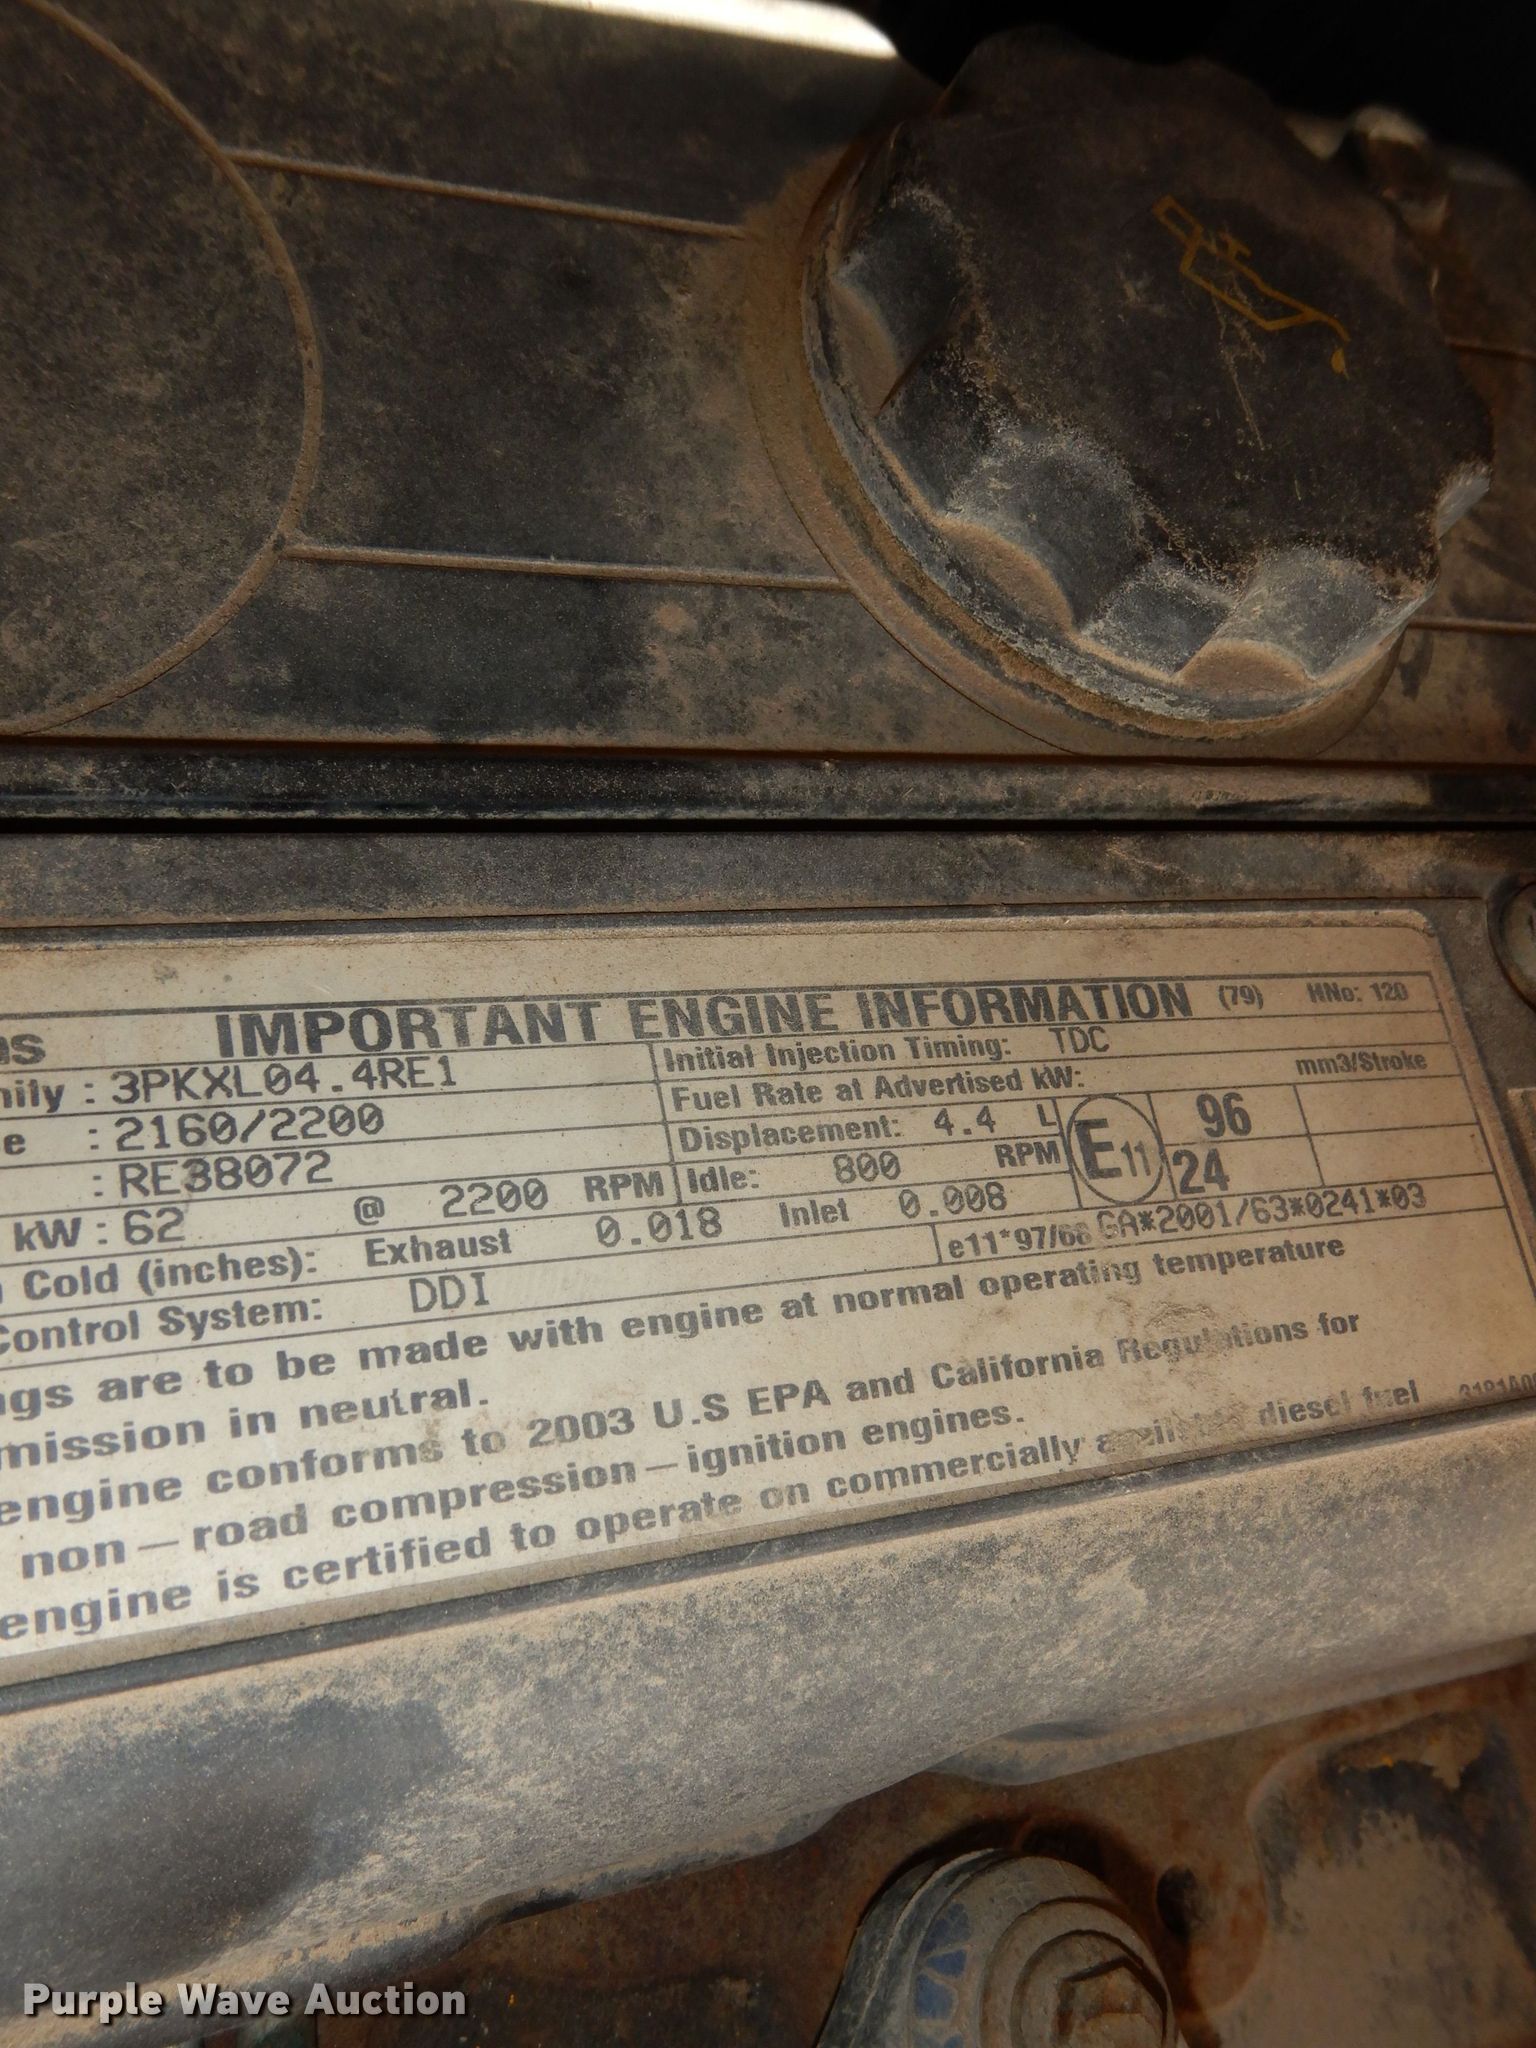 IMPORTANT ENGINE INFORMATION (79) HNo: 120
: 3PKXL04.4RE1 Initial Injection Timing: TDC
: 2160/2200 Fuel Rate at Advertised kW: mm3/Stroke
: RE38072 Displacement: 4.4 L E11 96
kW : 62 @ 2200 RPM Idle: 800 RPM 24
Cold (inches): Exhaust 0.018 Inlet 0.008
Control System: DDI e11*97/68 GA*2001/63*0241*03
are to be made with engine at normal operating temperature
in neutral.
engine conforms to 2003 U.S EPA and California Regulations for
non-road compression-ignition engines.
engine is certified to operate on commercially available diesel fuel
Purple Wave Auction